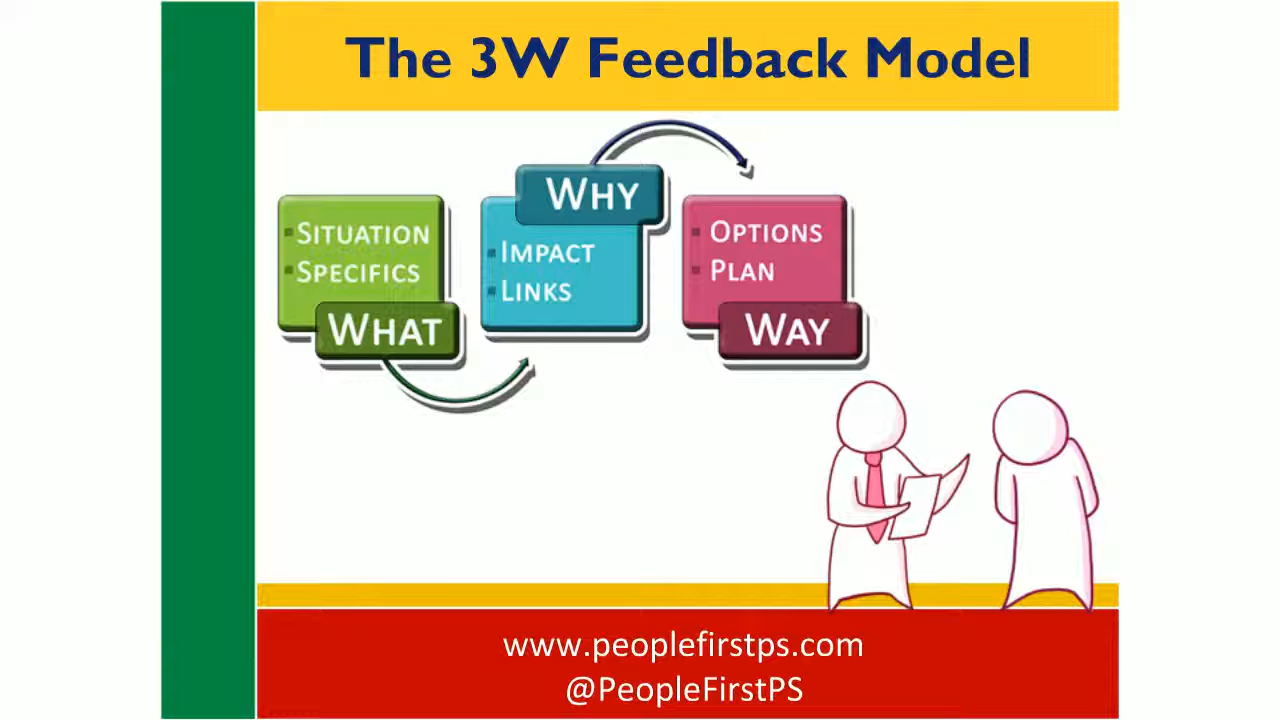 The 3W Feedback Model
WHY
SITUATION
SPECIFICS
WHAT
IMPACT
LINKS
OPTIONS
PLAN
WAY
www.peoplefirstps.com
@PeopleFirstPS